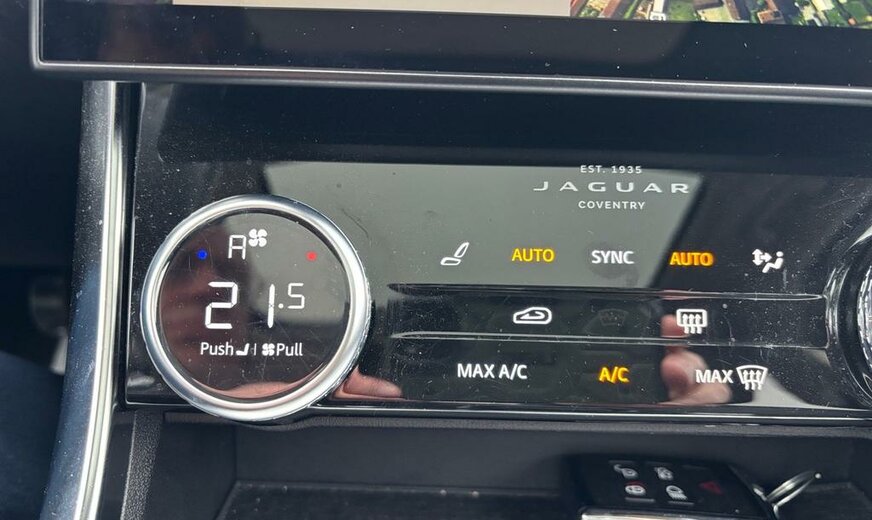 EST. 1935
JAGUAR
COVENTRY
A
AUTO SYNC AUTO
21.5
Push Pull
MAX A/C A/C MAX